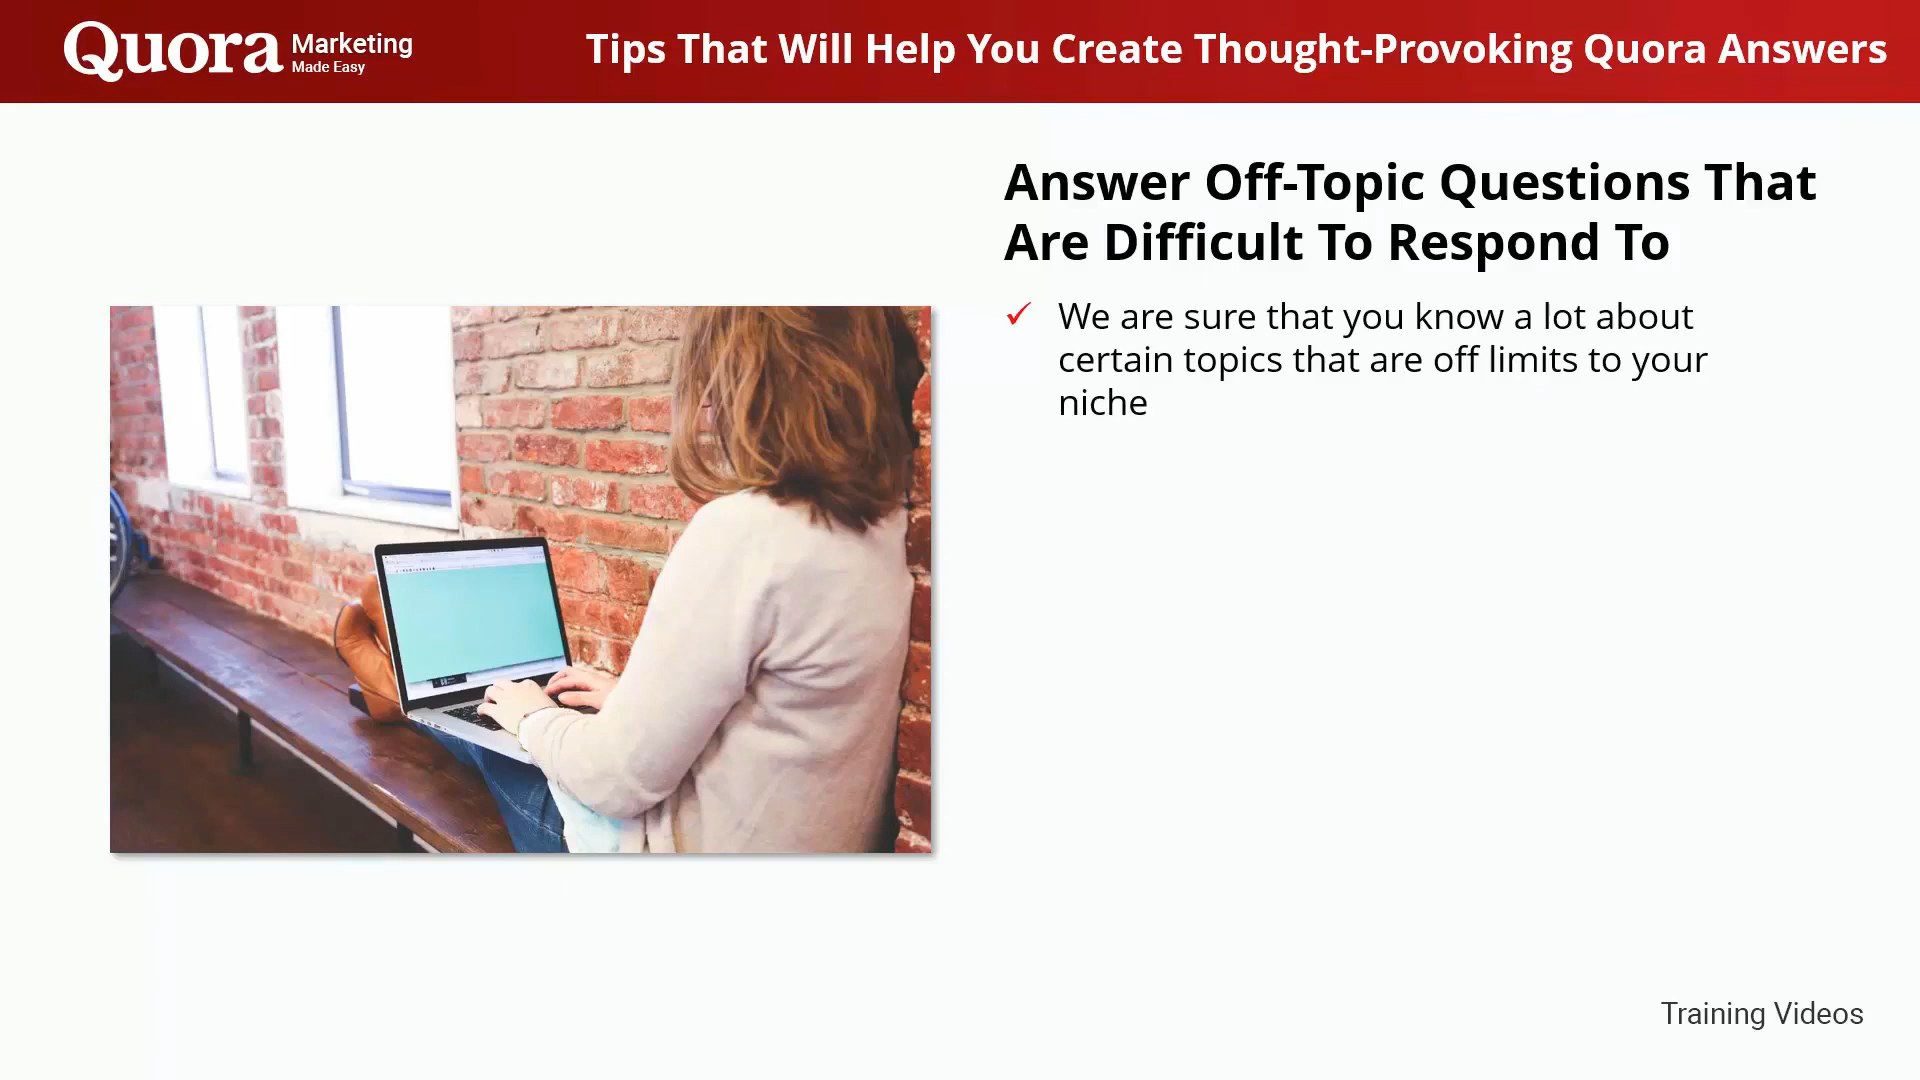 Quora Marketing
Made Easy
Tips That Will Help You Create Thought-Provoking Quora Answers
Answer Off-Topic Questions That
Are Difficult To Respond To
We are sure that you know a lot about
certain topics that are off limits to your
niche
Training Videos